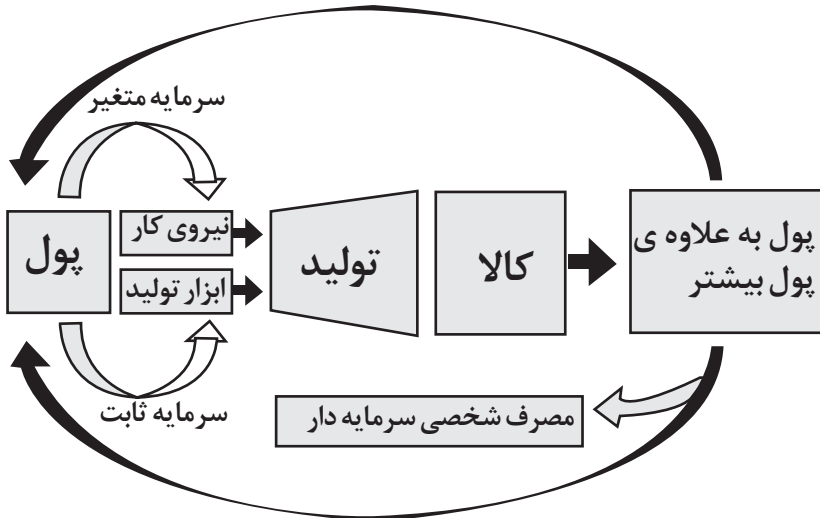 سرمایه متغیر
پول
نیروی کار
ابزار تولید
سرمایه ثابت
تولید
کالا
پول به علاوه ی
پول بیشتر
مصرف شخصی سرمایه دار